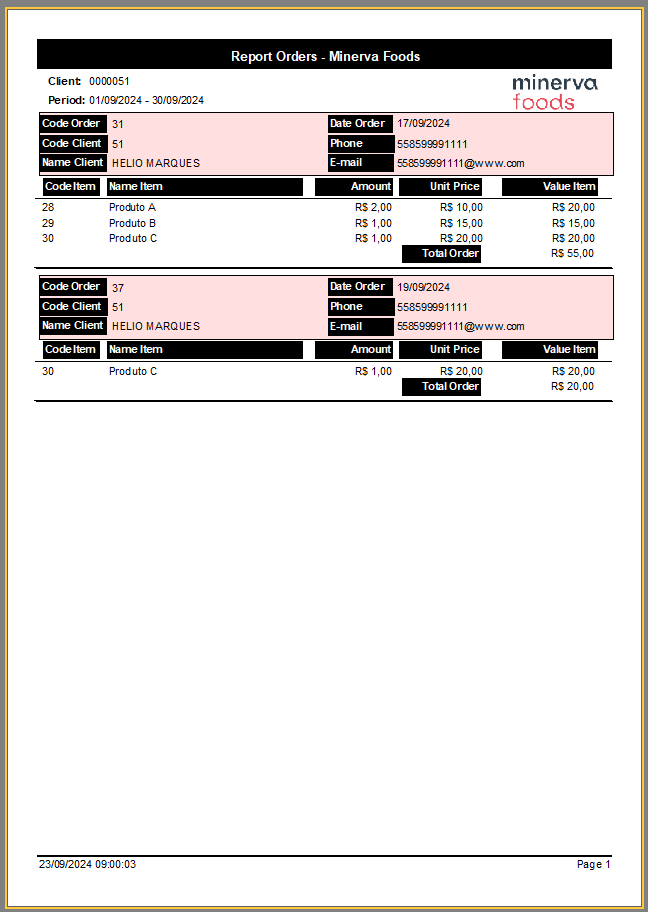 Report Orders - Minerva Foods
Client: 0000051
minerva
foods
Period: 01/09/2024 - 30/09/2024
Code Order 31 Date Order 17/09/2024
Code Client 51 Phone 558599991111
Name Client HELIO MARQUES E-mail 558599991111@www.com
Code Item Name Item Amount Unit Price Value Item
28 Produto A R$ 2,00 R$ 10,00 R$ 20,00
29 Produto B R$ 1,00 R$ 15,00 R$ 15,00
30 Produto C R$ 1,00 R$ 20,00 R$ 20,00
Total Order R$ 55,00
Code Order 37 Date Order 19/09/2024
Code Client 51 Phone 558599991111
Name Client HELIO MARQUES E-mail 558599991111@www.com
Code Item Name Item Amount Unit Price Value Item
30 Produto C R$ 1,00 R$ 20,00 R$ 20,00
Total Order R$ 20,00
23/09/2024 09:00:03 Page 1